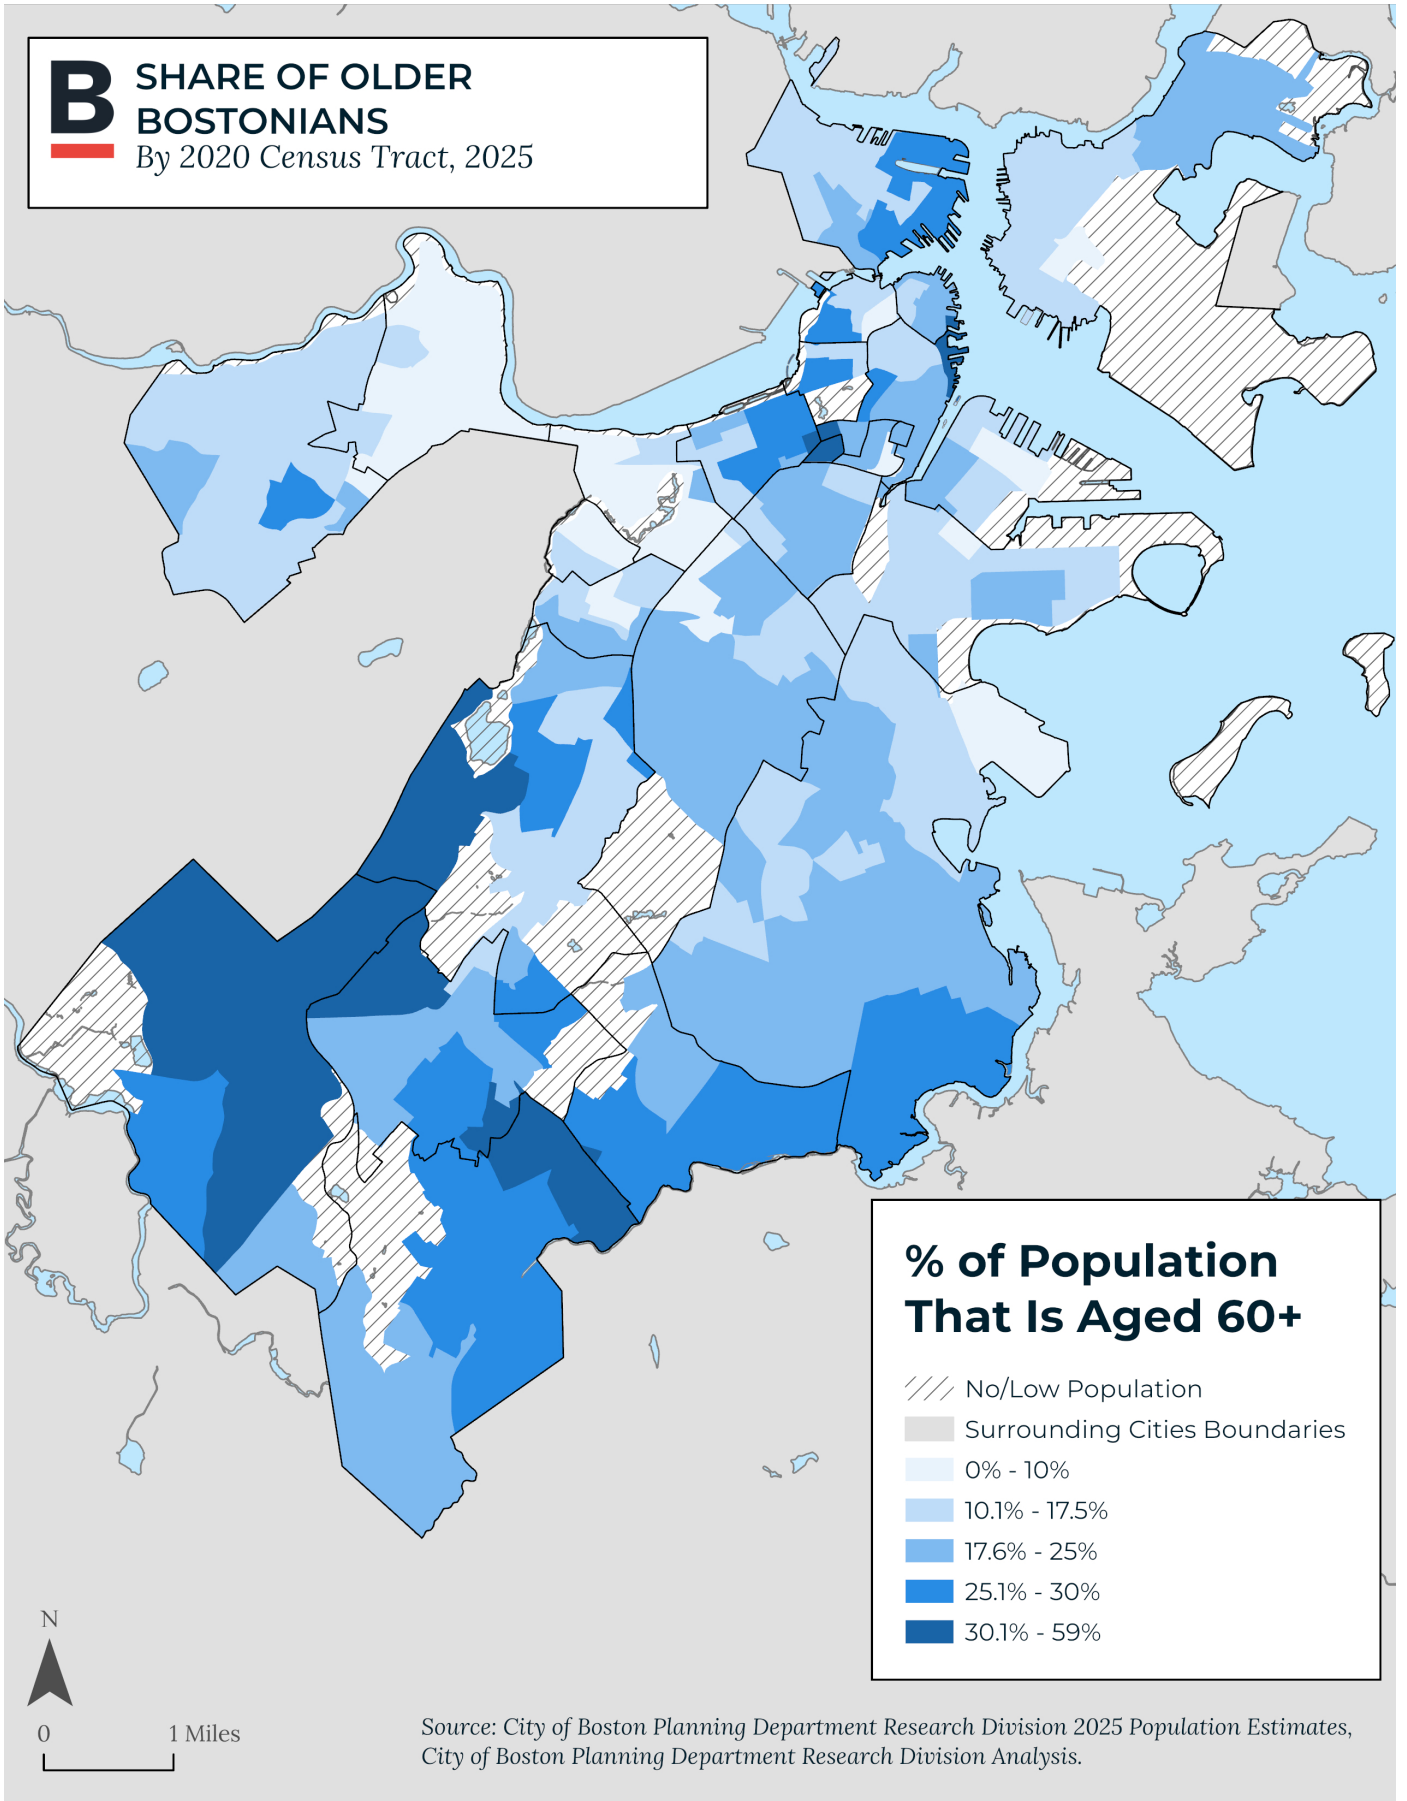 B
SHARE OF OLDER
BOSTONIANS
By 2020 Census Tract, 2025
% of Population
That Is Aged 60+
No/Low Population
Surrounding Cities Boundaries
0% - 10%
10.1% - 17.5%
17.6% - 25%
25.1% - 30%
30.1% - 59%
N
0 1 Miles
Source: City of Boston Planning Department Research Division 2025 Population Estimates,
City of Boston Planning Department Research Division Analysis.